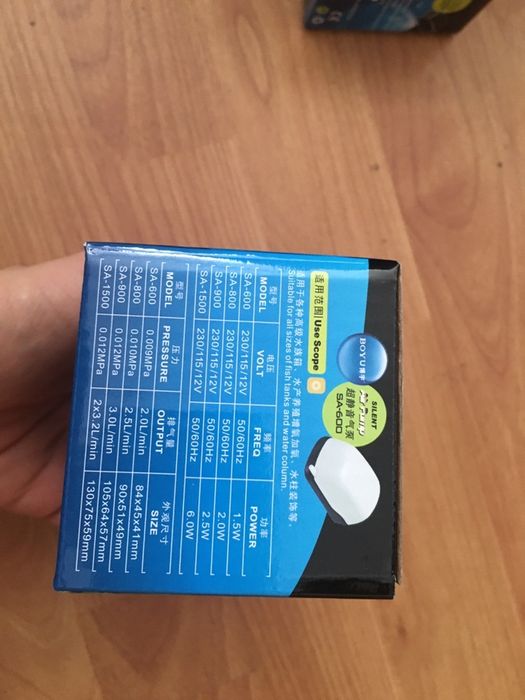 BOYU 博宇
SILENT
超静音气泵
SA-600
适用范围 Use Scope
适用于各种高级水族箱、水产养殖增氧加氧、水柱装饰等。
Suitable for all sizes of fish tanks and water column.
型号 电压 频率 功率
MODEL VOLT FREQ POWER
SA-600 230/115/12V 50/60Hz 1.5W
SA-800 230/115/12V 50/60Hz 2.0W
SA-900 230/115/12V 50/60Hz 2.5W
SA-1500 230/115/12V 50/60Hz 6.0W
型号 压力 排气量 外观尺寸
MODEL PRESSURE OUTPUT SIZE
SA-600 0.009MPa 2.0L/min 84x45x41mm
SA-800 0.010MPa 2.5L/min 90x51x49mm
SA-900 0.012MPa 3.0L/min 105x64x57mm
SA-1500 0.012MPa 2x3.2L/min 130x75x59mm
CE